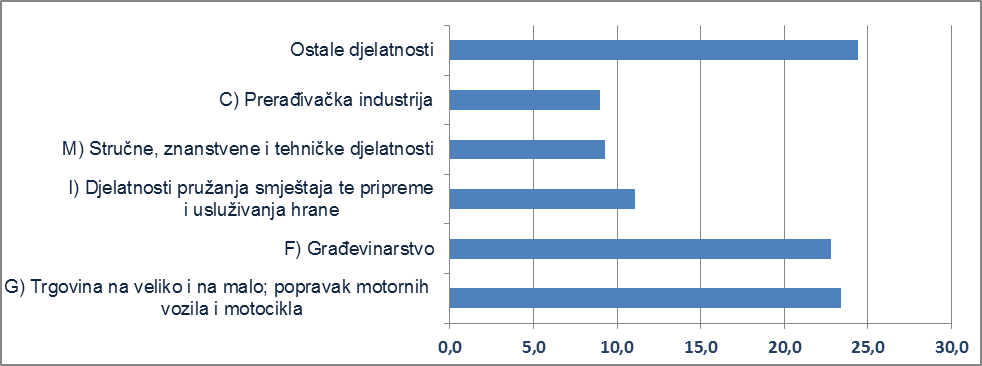 Ostale djelatnosti
C) Prerađivačka industrija
M) Stručne, znanstvene i tehničke djelatnosti
I) Djelatnosti pružanja smještaja te pripreme
i usluživanja hrane
F) Građevinarstvo
G) Trgovina na veliko i na malo; popravak motornih
vozila i motocikla
0,0 5,0 10,0 15,0 20,0 25,0 30,0